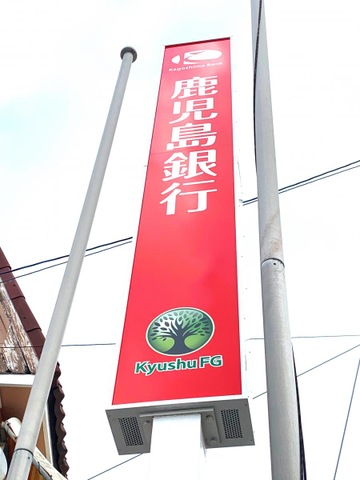 Kagoshima Bank
鹿児島銀行
Kyushu FG